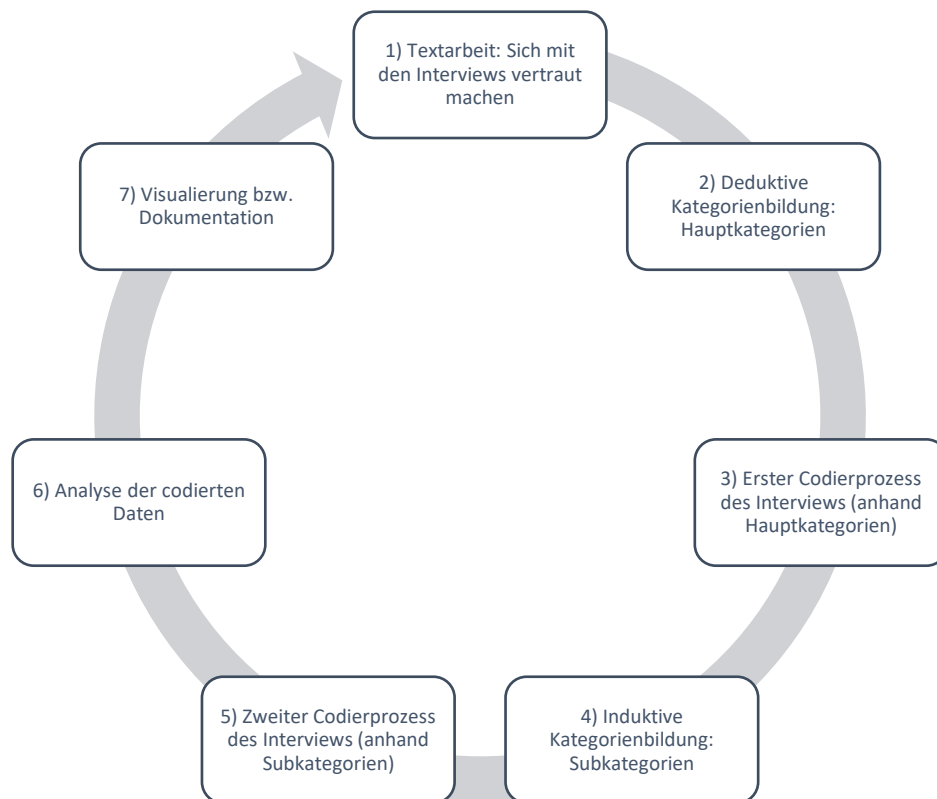 1) Textarbeit: Sich mit
den Interviews vertraut
machen
2) Deduktive
Kategorienbildung:
Hauptkategorien
3) Erster Codierprozess
des Interviews (anhand
Hauptkategorien)
4) Induktive
Kategorienbildung:
Subkategorien
5) Zweiter Codierprozess
des Interviews (anhand
Subkategorien)
6) Analyse der codierten
Daten
7) Visualierung bzw.
Dokumentation